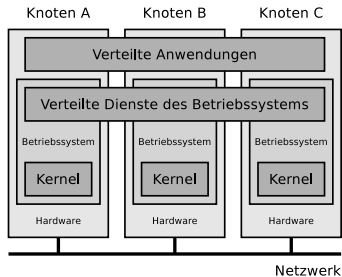 Knoten A
Knoten B
Knoten C
Verteilte Anwendungen
Verteilte Dienste des Betriebssystems
Betriebssystem
Betriebssystem
Betriebssystem
Kernel
Kernel
Kernel
Hardware
Hardware
Hardware
Netzwerk